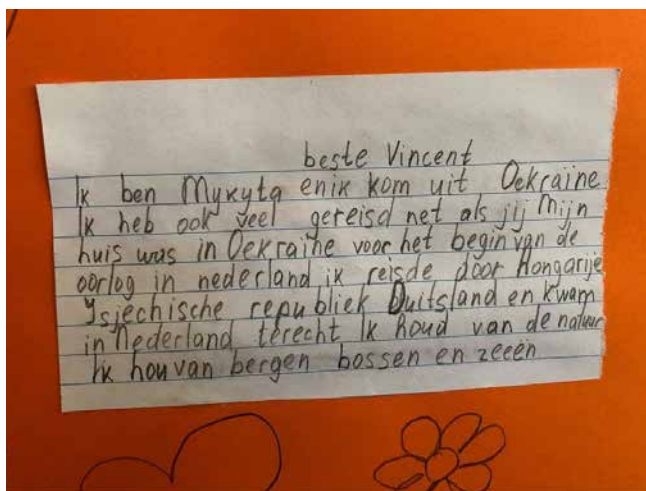 beste Vincent
Ik ben Mykyta enik kom uit Oekraïne
Ik heb ook veel gereisd net als jij Mijn
huis was in Oekraïne voor het begin van de
oorlog in nederland ik reisde door Hongarije
Tsjechische republiek Duitsland en kwam
in Nederland terecht Ik houd van de natuur
Ik hou van bergen bossen en zeeën